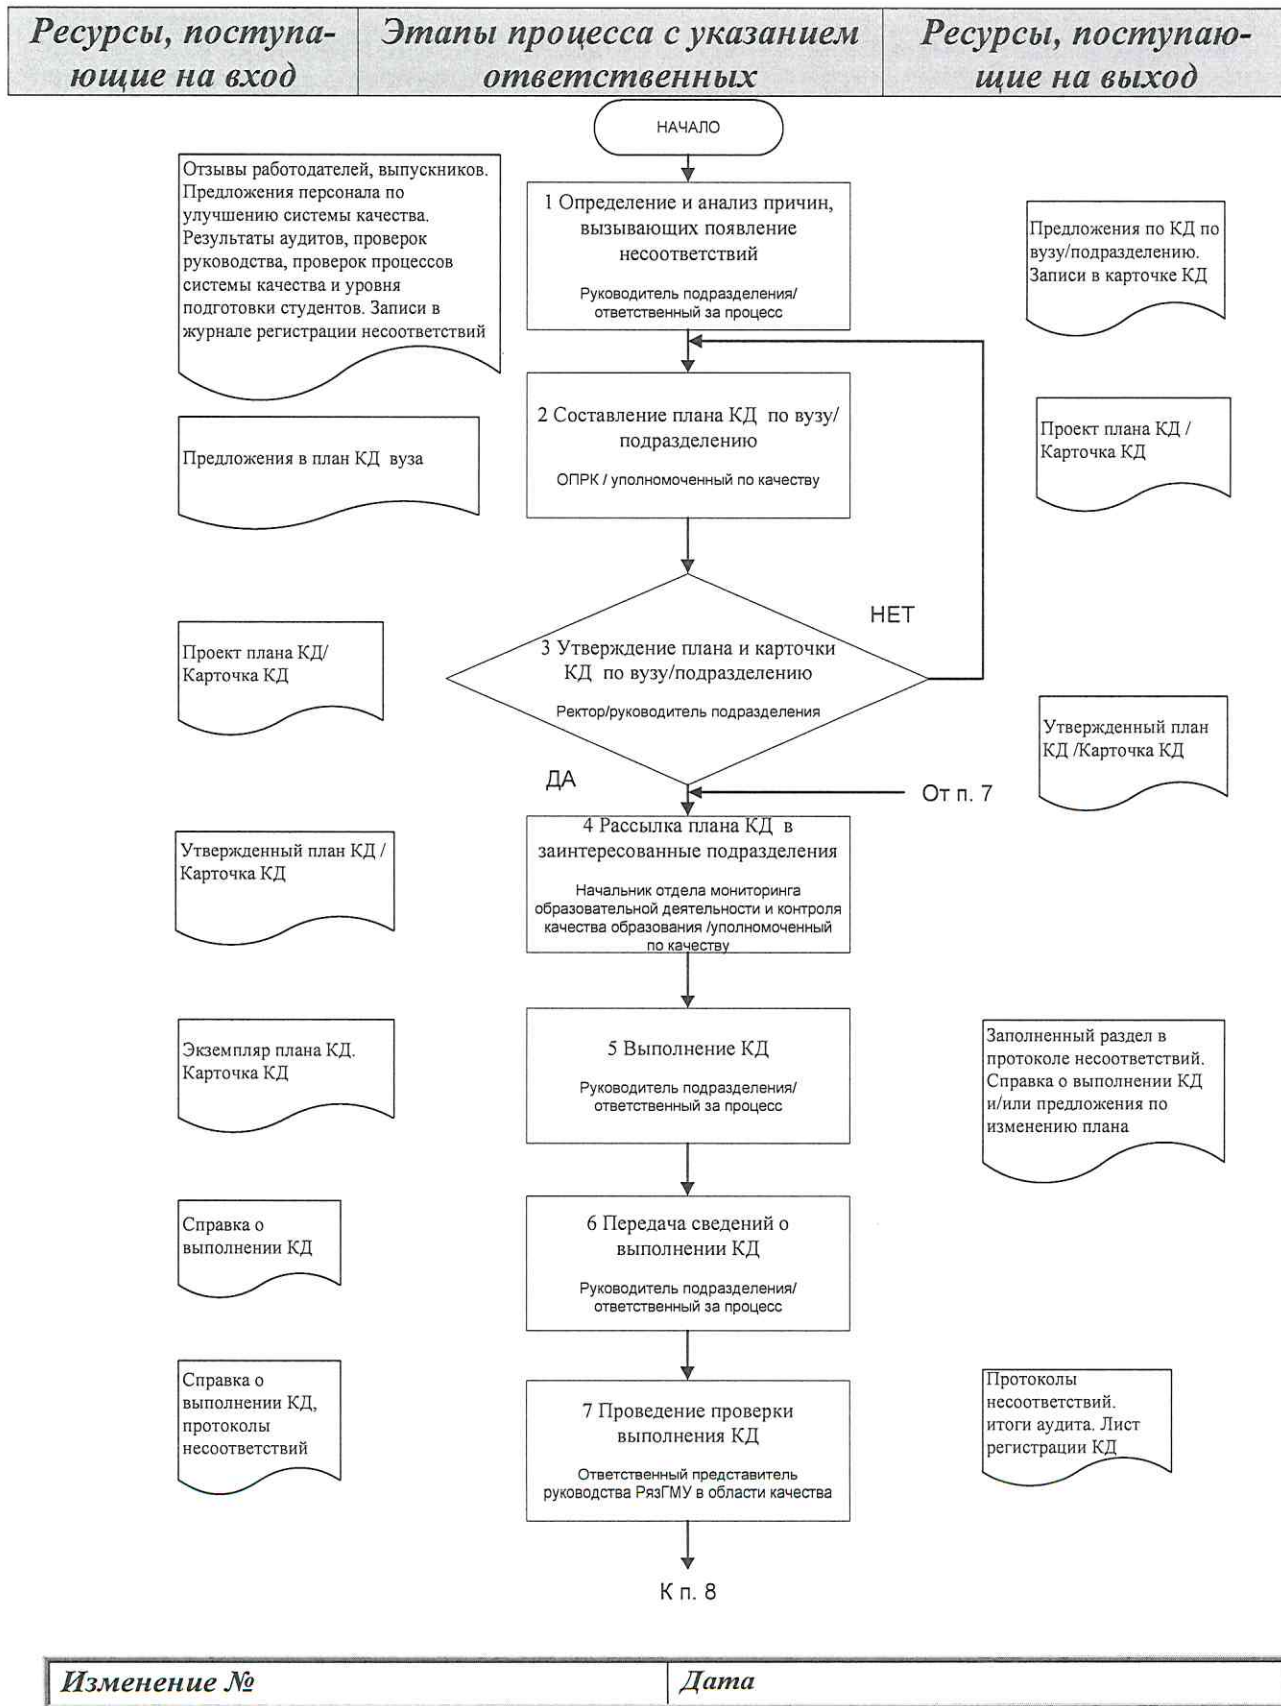 Ресурсы, поступа-
ющие на вход
Этапы процесса с указанием
ответственных
Ресурсы, поступаю-
щие на выход
НАЧАЛО
Отзывы работодателей, выпускников.
Предложения персонала по
улучшению системы качества.
Результаты аудитов, проверок
руководства, проверок процессов
системы качества и уровня
подготовки студентов. Записи в
журнале регистрации несоответствий
1 Определение и анализ причин,
вызывающих появление
несоответствий
Руководитель подразделения/
ответственный за процесс
Предложения по КД по
вузу/подразделению.
Записи в карточке КД
Предложения в план КД вуза
2 Составление плана КД по вузу/
подразделению
ОПРК / уполномоченный по качеству
Проект плана КД /
Карточка КД
Проект плана КД/
Карточка КД
3 Утверждение плана и карточки
КД по вузу/подразделению
Ректор/руководитель подразделения
НЕТ
ДА
От п. 7
Утвержденный план
КД /Карточка КД
Утвержденный план КД /
Карточка КД
4 Рассылка плана КД в
заинтересованные подразделения
Начальник отдела мониторинга
образовательной деятельности и контроля
качества образования /уполномоченный
по качеству
Экземпляр плана КД.
Карточка КД
5 Выполнение КД
Руководитель подразделения/
ответственный за процесс
Заполненный раздел в
протоколе несоответствий.
Справка о выполнении КД
и/или предложения по
изменению плана
Справка о
выполнении КД
6 Передача сведений о
выполнении КД
Руководитель подразделения/
ответственный за процесс
Справка о
выполнении КД,
протоколы
несоответствий
7 Проведение проверки
выполнения КД
Ответственный представитель
руководства РязГМУ в области качества
Протоколы
несоответствий.
итоги аудита. Лист
регистрации КД
К п. 8
Изменение №
Дата